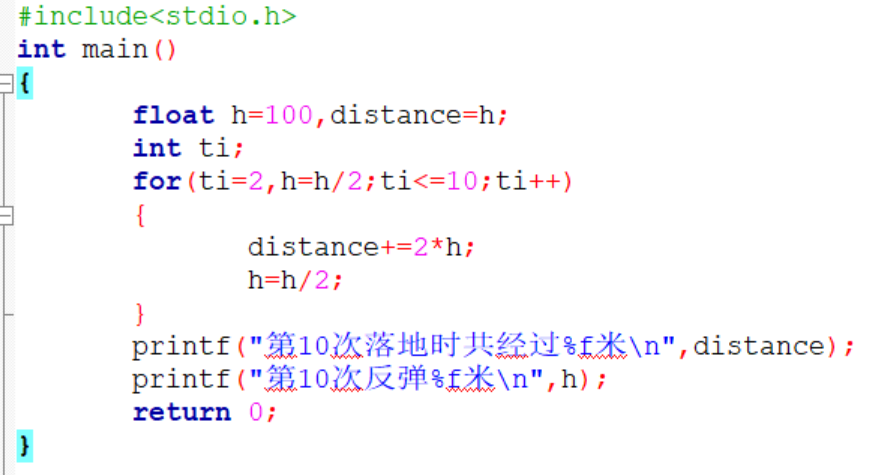 #include<stdio.h>
int main()
{
float h=100,distance=h;
int ti;
for(ti=2,h=h/2;ti<=10;ti++)
{
distance+=2*h;
h=h/2;
}
printf("第10次落地时共经过%f米\n",distance);
printf("第10次反弹%f米\n",h);
return 0;
}